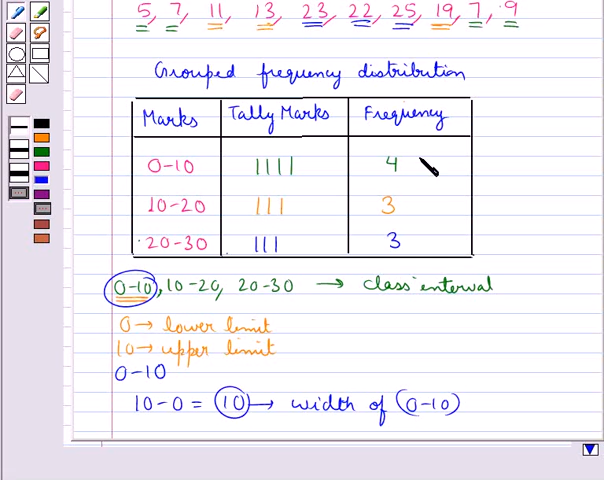 5, 7, 11, 13, 23, 22, 25, 19, 7, 9
Grouped frequency distribution
Marks Tally Marks Frequency
0-10 |||| 4
10-20 ||| 3
20-30 ||| 3
0-10, 10-20, 20-30 → class interval
0 → lower limit
10 → upper limit
0-10
10-0 = 10 → width of 0-10